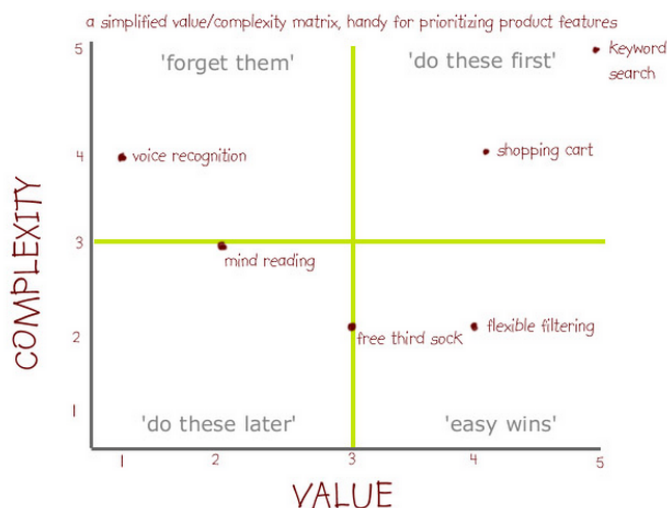 a simplified value/complexity matrix, handy for prioritizing product features
5
'forget them'
'do these first'
keyword
search
4
voice recognition
shopping cart
COMPLEXITY
3
mind reading
2
free third sock
flexible filtering
1
'do these later'
'easy wins'
1
2
3
4
5
VALUE